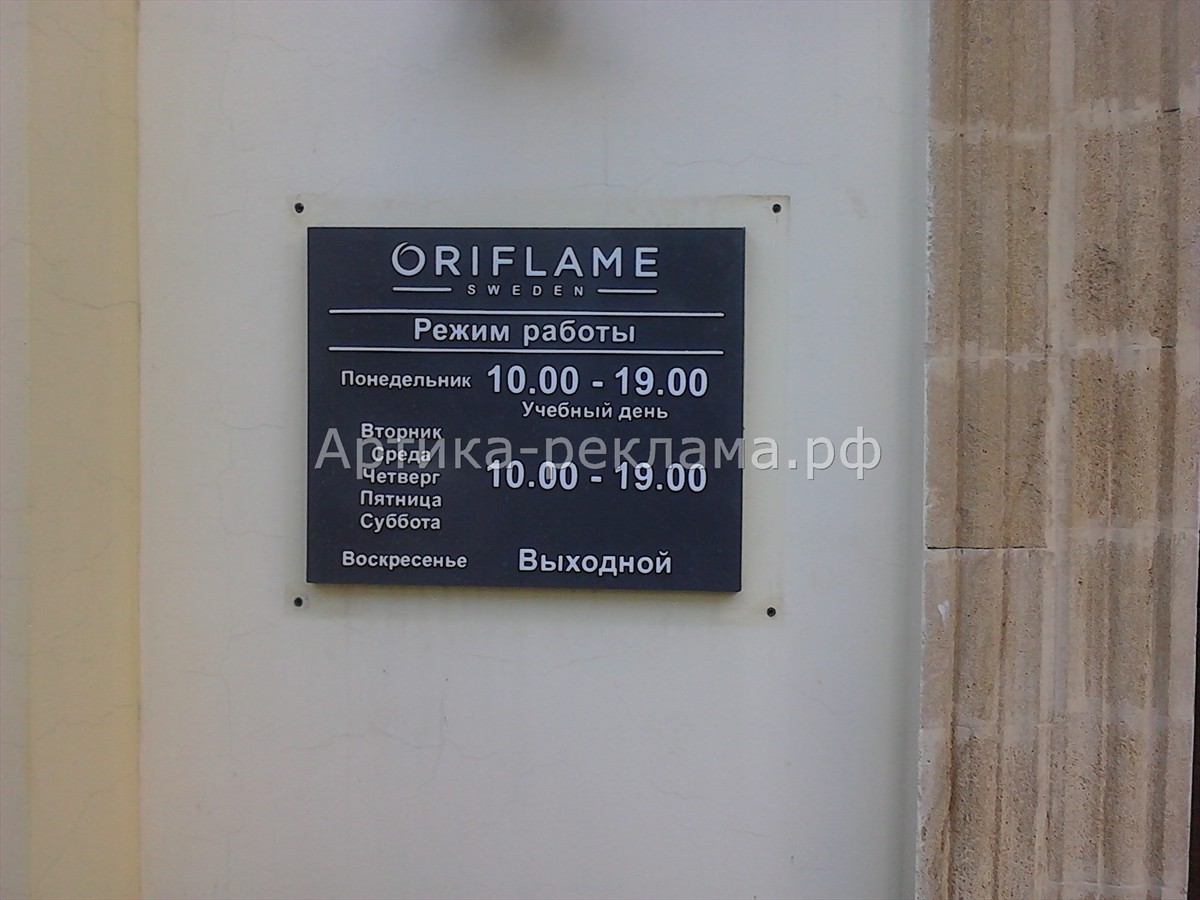 ORIFLAME
SWEDEN
Режим работы
Понедельник 10.00 - 19.00
Учебный день
Вторник
Среда
Четверг 10.00 - 19.00
Пятница
Суббота
Воскресенье Выходной
Артика-реклама.рф